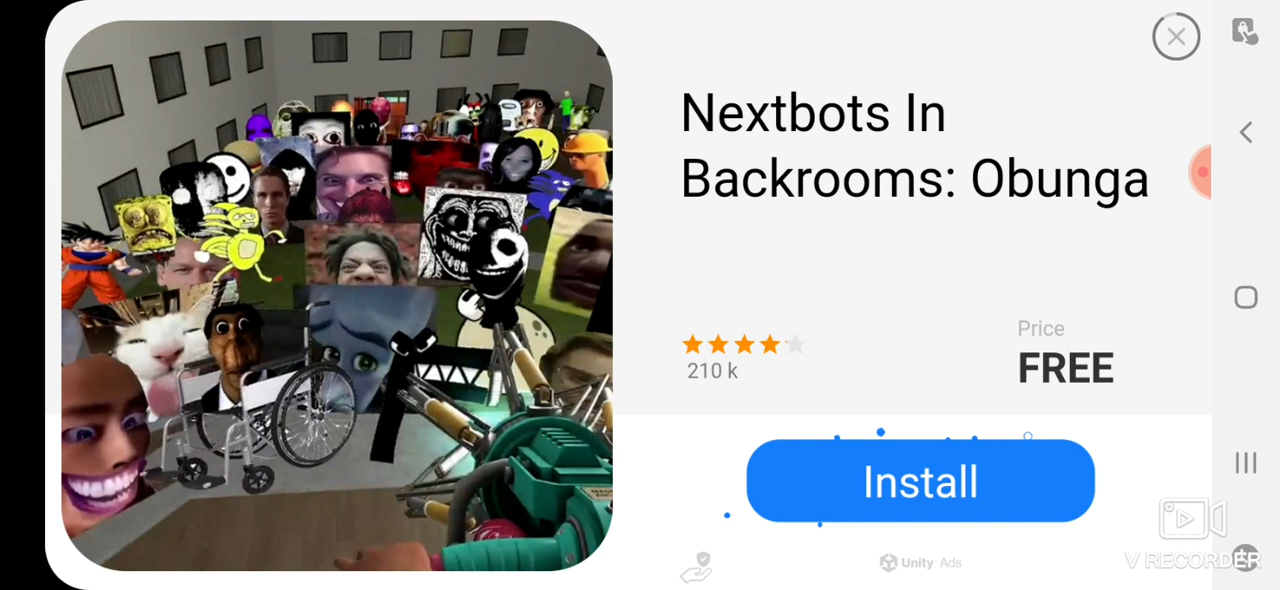 Nextbots In
Backrooms: Obunga
Price
FREE
210 k
Install
Unity Ads
V RECORDER